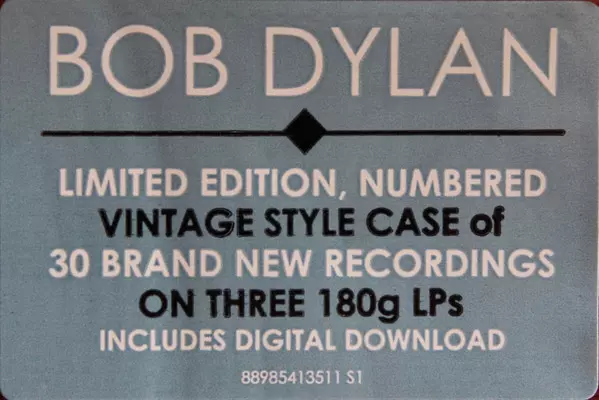 BOB DYLAN
LIMITED EDITION, NUMBERED
VINTAGE STYLE CASE of
30 BRAND NEW RECORDINGS
ON THREE 180g LPs
INCLUDES DIGITAL DOWNLOAD
88985413511 S1